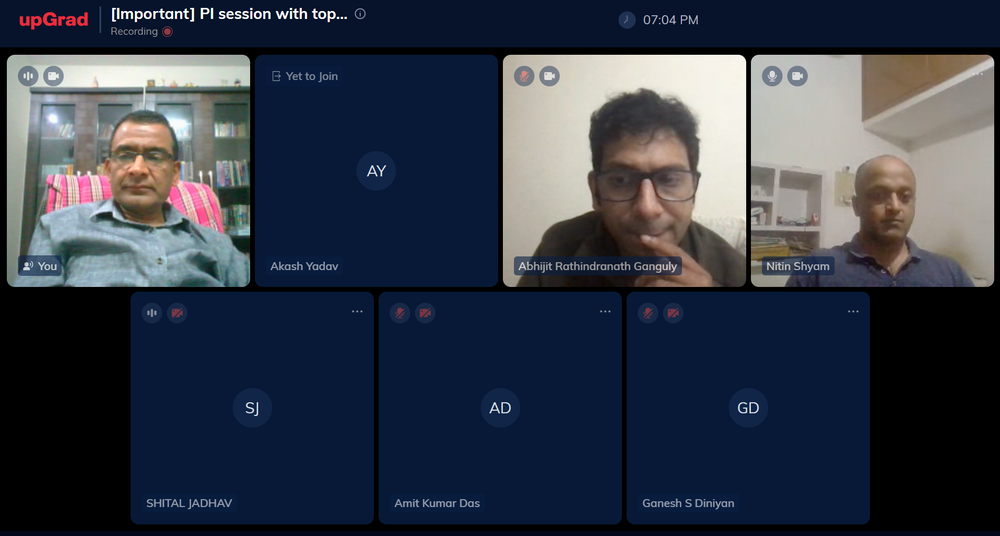 upGrad
[Important] PI session with top...
Recording
07:04 PM
You
Yet to Join
AY
Akash Yadav
Abhijit Rathindranath Ganguly
Nitin Shyam
SJ
SHITAL JADHAV
AD
Amit Kumar Das
GD
Ganesh S Diniyan